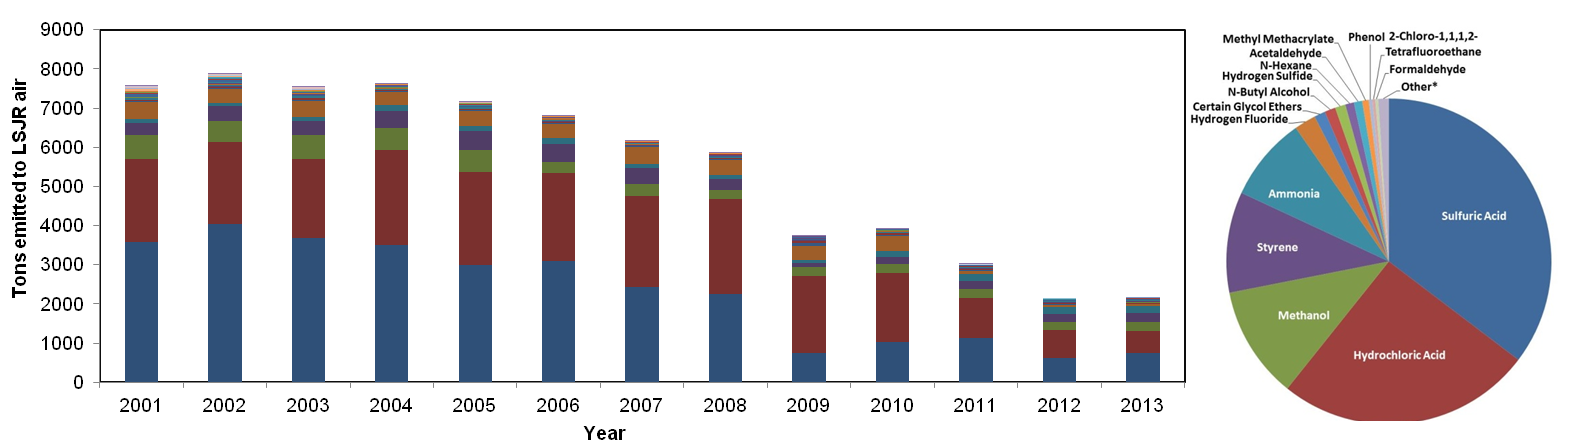 9000
8000
7000
6000
5000
4000
3000
2000
1000
0
Tons emitted to LSJR air
2001 2002 2003 2004 2005 2006 2007 2008 2009 2010 2011 2012 2013
Year
Methyl Methacrylate
Phenol
2-Chloro-1,1,1,2-
Tetrafluoroethane
Acetaldehyde
N-Hexane
Formaldehyde
Hydrogen Sulfide
Other*
N-Butyl Alcohol
Certain Glycol Ethers
Hydrogen Fluoride
Ammonia
Sulfuric Acid
Styrene
Methanol
Hydrochloric Acid